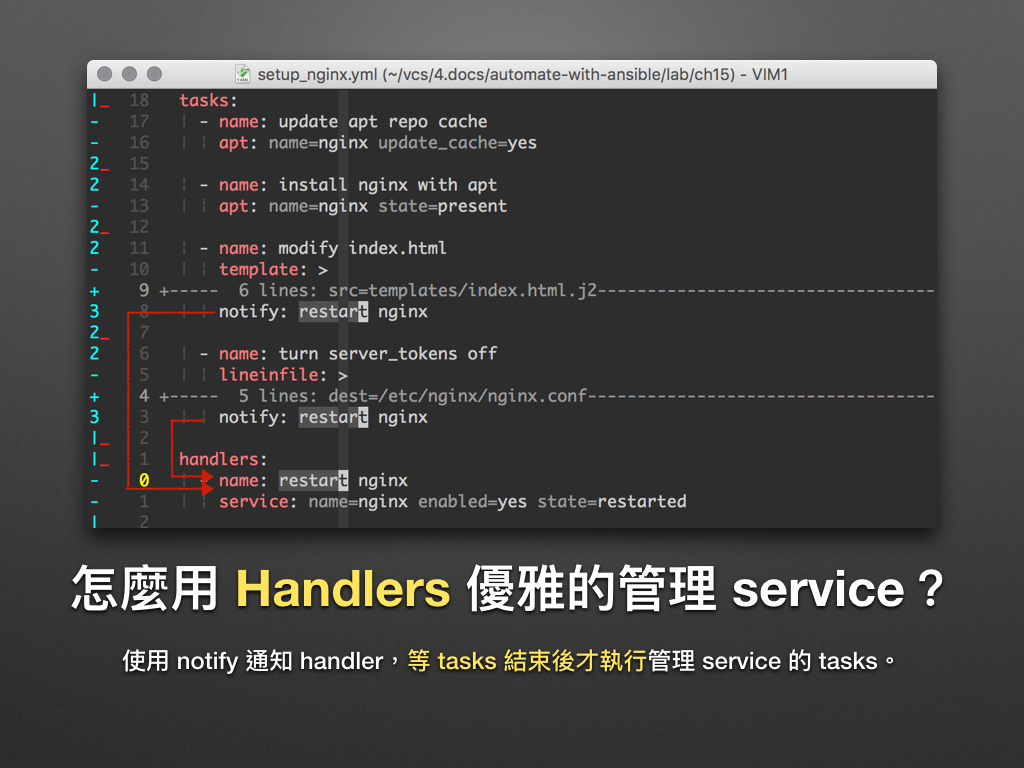 setup_nginx.yml (~/vcs/4.docs/automate-with-ansible/lab/ch15) - VIM1
|_ 18 tasks:
- 17 ¦ - name: update apt repo cache
- 16 ¦ ¦ apt: name=nginx update_cache=yes
2_ 15
2 14 ¦ - name: install nginx with apt
- 13 ¦ ¦ apt: name=nginx state=present
2_ 12
2 11 ¦ - name: modify index.html
- 10 ¦ ¦ template: >
+ 9 +----- 6 lines: src=templates/index.html.j2----------------------------------
3 8 notify: restart nginx
2_ 7
2 6 ¦ - name: turn server_tokens off
- 5 ¦ ¦ lineinfile: >
+ 4 +----- 5 lines: dest=/etc/nginx/nginx.conf-----------------------------------
3 3 notify: restart nginx
|_ 2
|_ 1 handlers:
- 0 ¦ - name: restart nginx
- 1 ¦ ¦ service: name=nginx enabled=yes state=restarted
| 2
怎麼用 Handlers 優雅的管理 service？
使用 notify 通知 handler，等 tasks 結束後才執行管理 service 的 tasks。